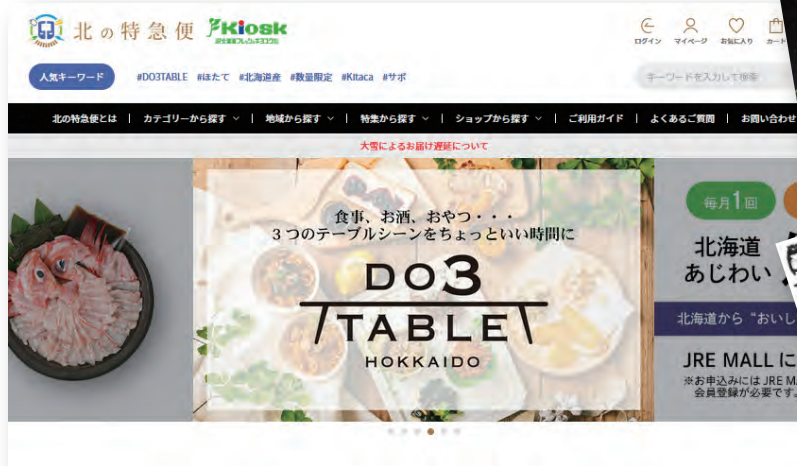 北の特急便 Kiosk
ログイン マイページ お気に入り カート
人気キーワード #DO3TABLE #ほたて #北海道産 #数量限定 #Kitaca #サボ
キーワードを入力して検索
北の特急便とは | カテゴリーから探す | 地域から探す | 特集から探す | ショップから探す | ご利用ガイド | よくあるご質問 | お問い合わせ
大雪によるお届け遅延について
食事、お酒、おやつ・・・
3つのテーブルシーンをちょっといい時間に
DO3
TABLE
HOKKAIDO
毎月1回
北海道
あじわい
北海道から“おいし
JRE MALL に
※お申込みには JRE M
会員登録が必要です